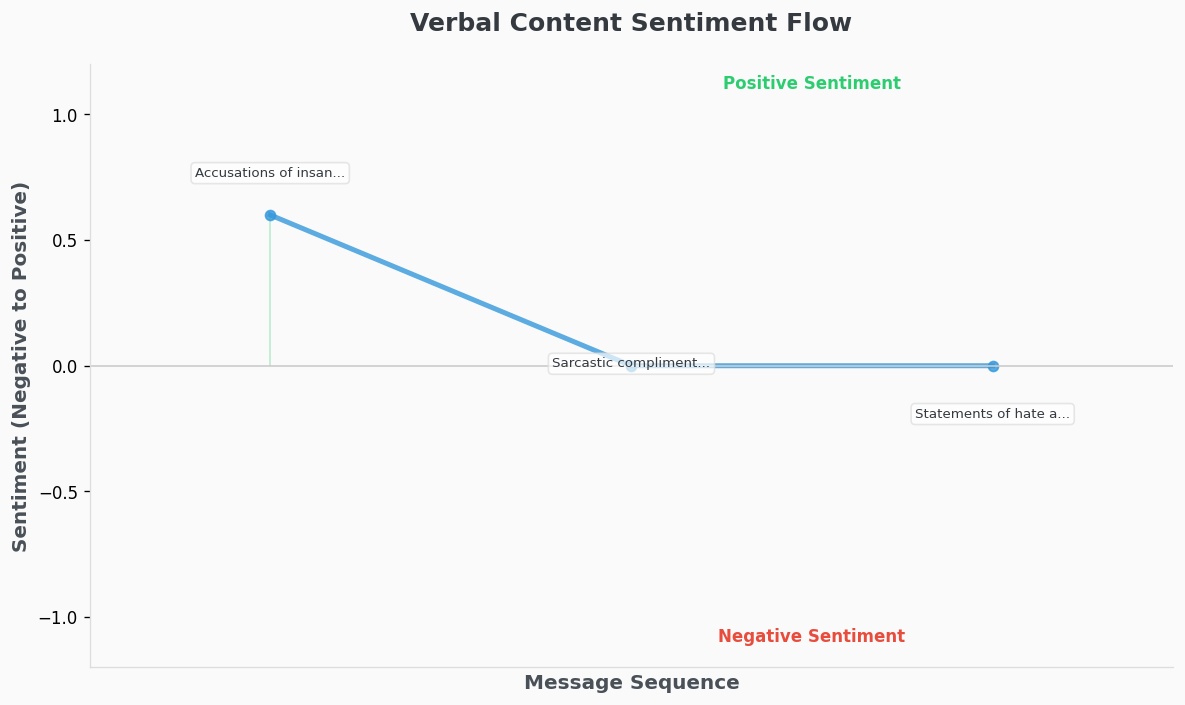 Verbal Content Sentiment Flow
Positive Sentiment
1.0
Accusations of insan...
0.5
Sentiment (Negative to Positive)
Sarcastic compliment...
0.0
Statements of hate a...
−0.5
−1.0
Negative Sentiment
Message Sequence